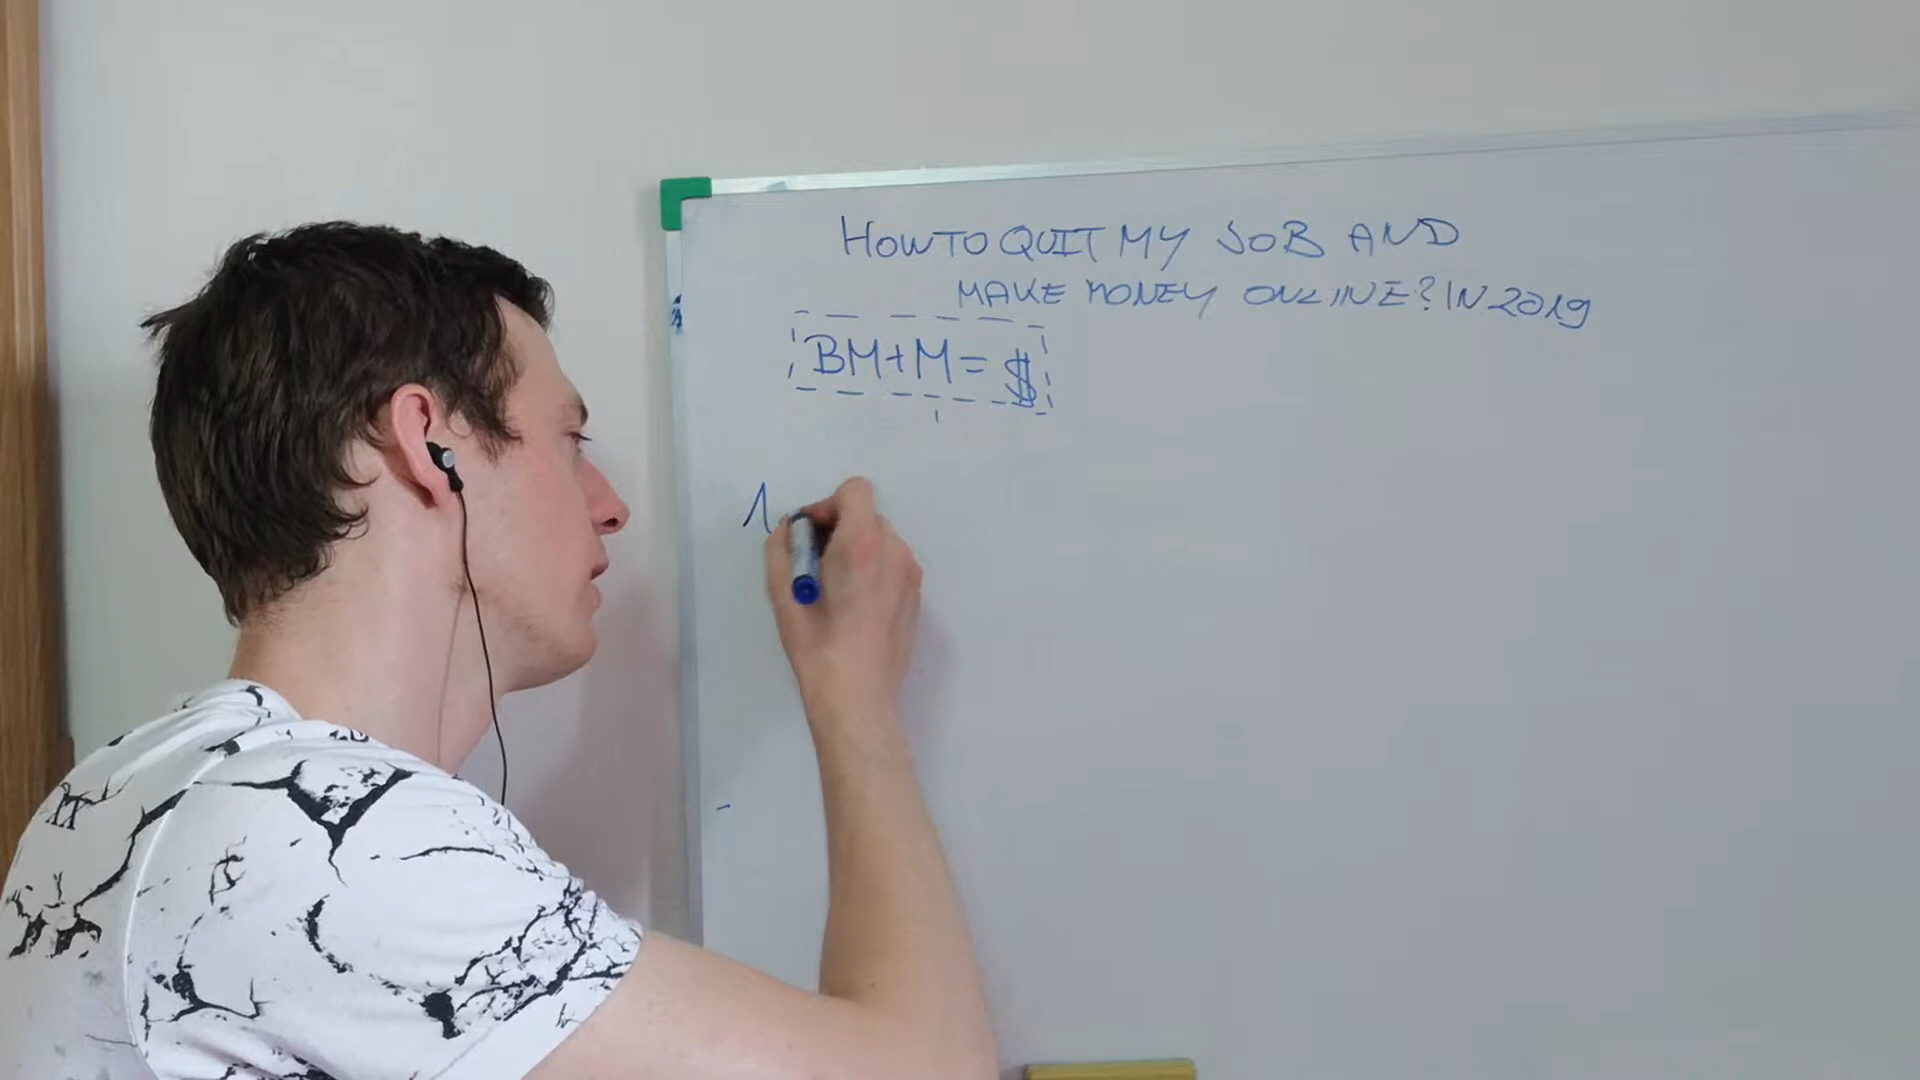 HOW TO QUIT MY JOB AND
MAKE MONEY ONLINE? IN 2019
BM+M=$
1